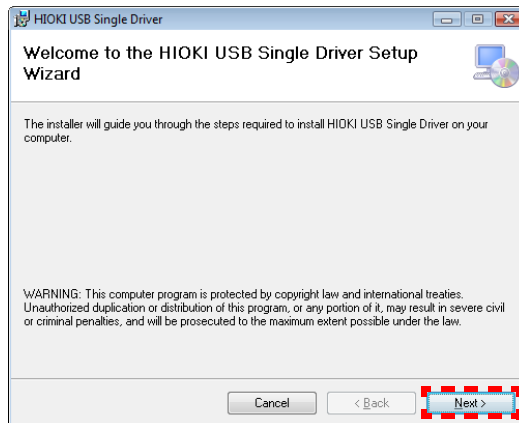 HIOKI USB Single Driver
Welcome to the HIOKI USB Single Driver Setup
Wizard
The installer will guide you through the steps required to install HIOKI USB Single Driver on your
computer.
WARNING: This computer program is protected by copyright law and international treaties.
Unauthorized duplication or distribution of this program, or any portion of it, may result in severe civil
or criminal penalties, and will be prosecuted to the maximum extent possible under the law.
Cancel < Back Next >